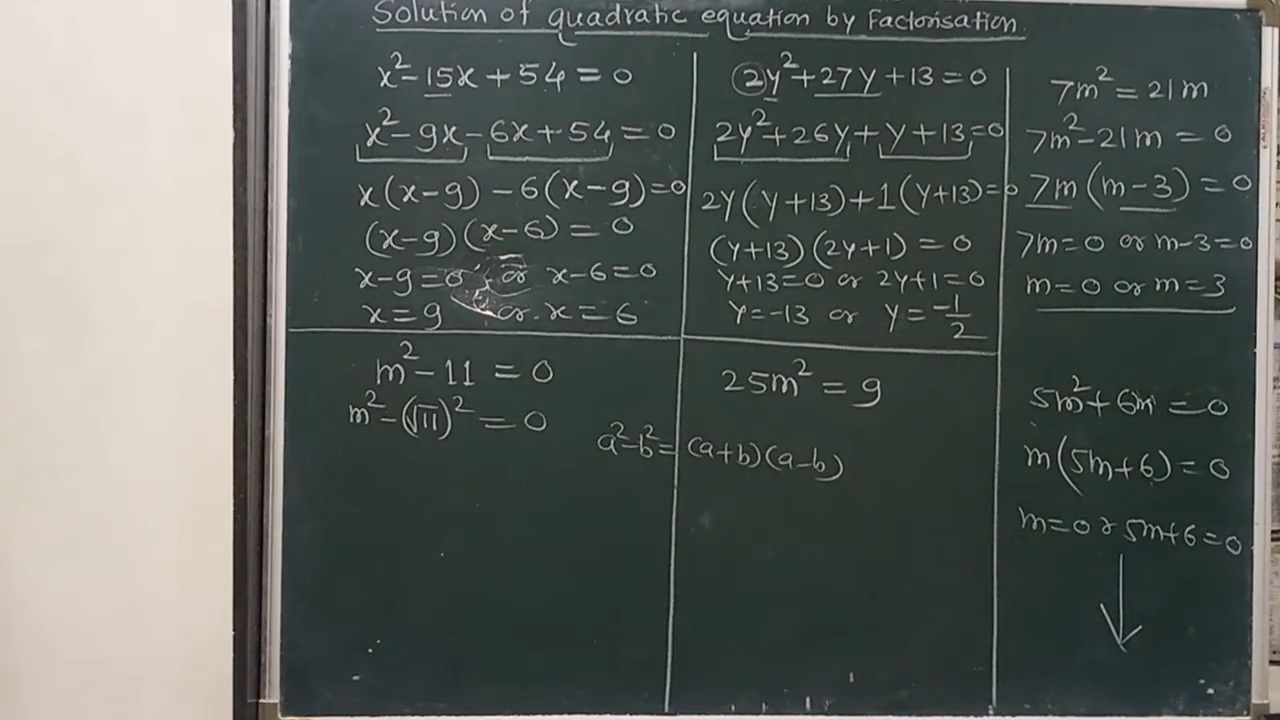 Solution of quadratic equation by Factorisation.
x² - 15x + 54 = 0
x² - 9x - 6x + 54 = 0
x(x-9) - 6(x-9) = 0
(x-9)(x-6) = 0
x-9=0 or x-6=0
x=9 or x=6
2y² + 27y + 13 = 0
2y² + 26y + y + 13 = 0
2y(y+13) + 1(y+13) = 0
(y+13)(2y+1) = 0
y+13=0 or 2y+1=0
y=-13 or y=-1/2
7m² = 21m
7m² - 21m = 0
7m(m-3) = 0
7m=0 or m-3=0
m=0 or m=3
m² - 11 = 0
m² - (√11)² = 0
a²-b² = (a+b)(a-b)
25m² = 9
5m² + 6m = 0
m(5m+6) = 0
m=0 or 5m+6=0